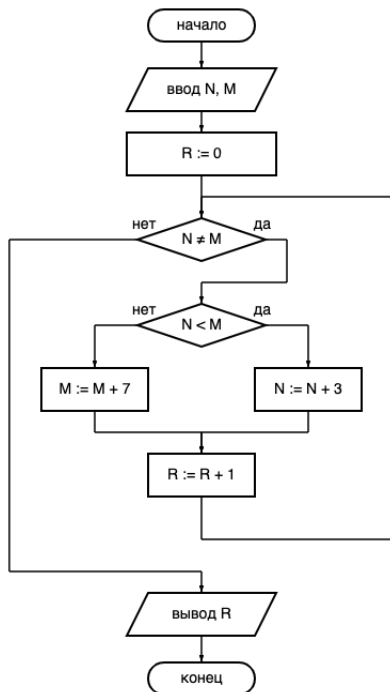 начало
ввод N, M
R := 0
нет
да
N ≠ M
нет
да
N < M
M := M + 7
N := N + 3
R := R + 1
вывод R
конец